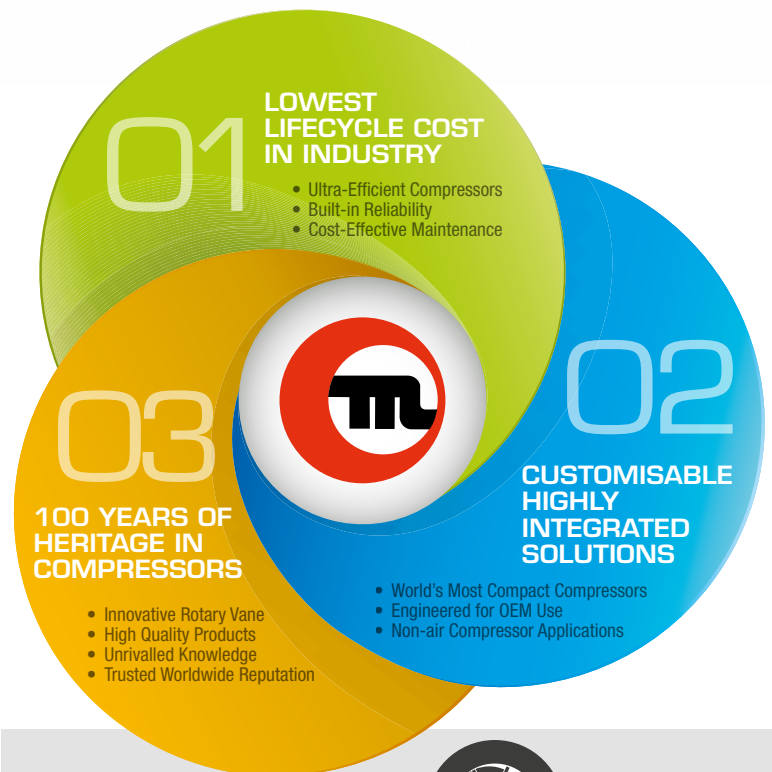 01
LOWEST
LIFECYCLE COST
IN INDUSTRY
• Ultra-Efficient Compressors
• Built-in Reliability
• Cost-Effective Maintenance
02
CUSTOMISABLE
HIGHLY
INTEGRATED
SOLUTIONS
• World's Most Compact Compressors
• Engineered for OEM Use
• Non-air Compressor Applications
03
100 YEARS OF
HERITAGE IN
COMPRESSORS
• Innovative Rotary Vane
• High Quality Products
• Unrivalled Knowledge
• Trusted Worldwide Reputation